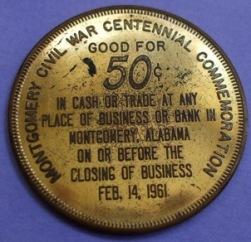 MONTGOMERY CIVIL WAR CENTENNIAL COMMEMORATION
GOOD FOR
50¢
IN CASH OR TRADE AT ANY
PLACE OF BUSINESS OR BANK IN
MONTGOMERY, ALABAMA
ON OR BEFORE THE
CLOSING OF BUSINESS
FEB. 14, 1961